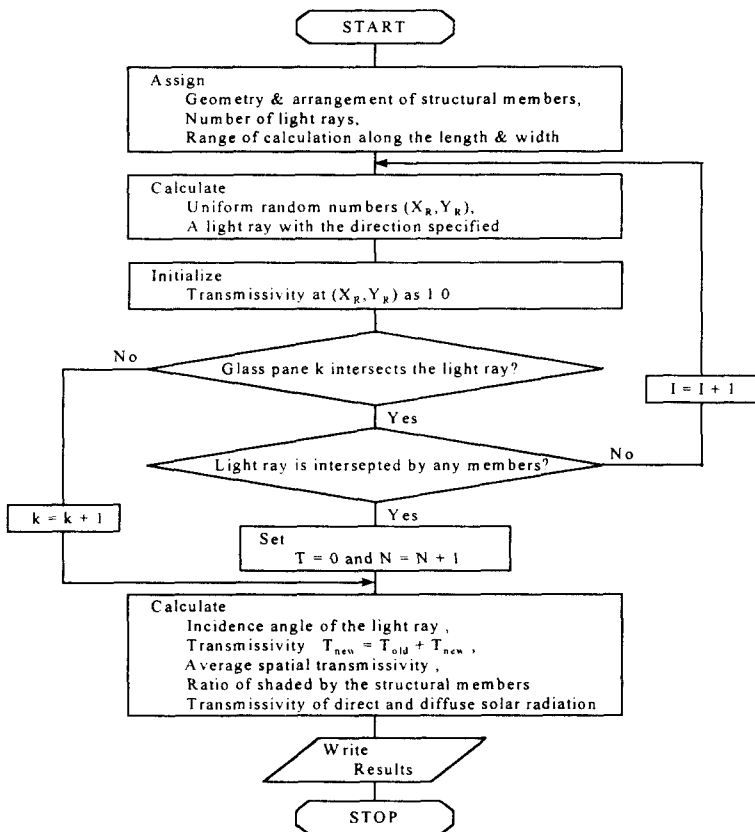 START
Assign
Geometry & arrangement of structural members,
Number of light rays,
Range of calculation along the length & width
Calculate
Uniform random numbers (X_R, Y_R),
A light ray with the direction specified
Initialize
Transmissivity at (X_R, Y_R) as 1 0
No
Glass pane k intersects the light ray?
I = I + 1
Yes
Light ray is intersepted by any members?
No
k = k + 1
Yes
Set
T = 0 and N = N + 1
Calculate
Incidence angle of the light ray ,
Transmissivity T_new = T_old + T_new ,
Average spatial transmissivity ,
Ratio of shaded by the structural members
Transmissivity of direct and diffuse solar radiation
Write
Results
STOP